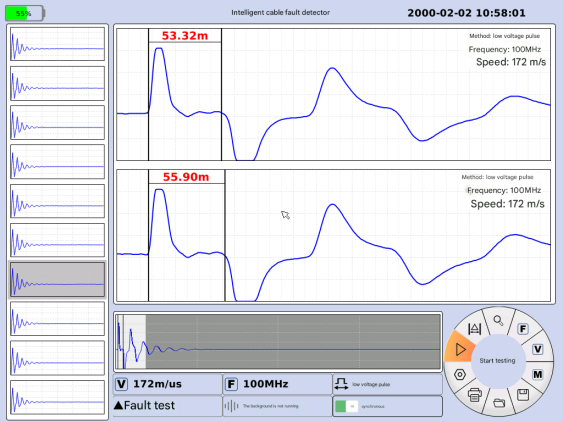 55%
Intelligent cable fault detector
2000-02-02 10:58:01
53.32m
Method: low voltage pulse
Frequency: 100MHz
Speed: 172 m/s
55.90m
Method: low voltage pulse
Frequency: 100MHz
Speed: 172 m/s
F
V
Start testing
M
V 172m/us
F 100MHz
low voltage pulse
▲Fault test
The background is not running
synchronous